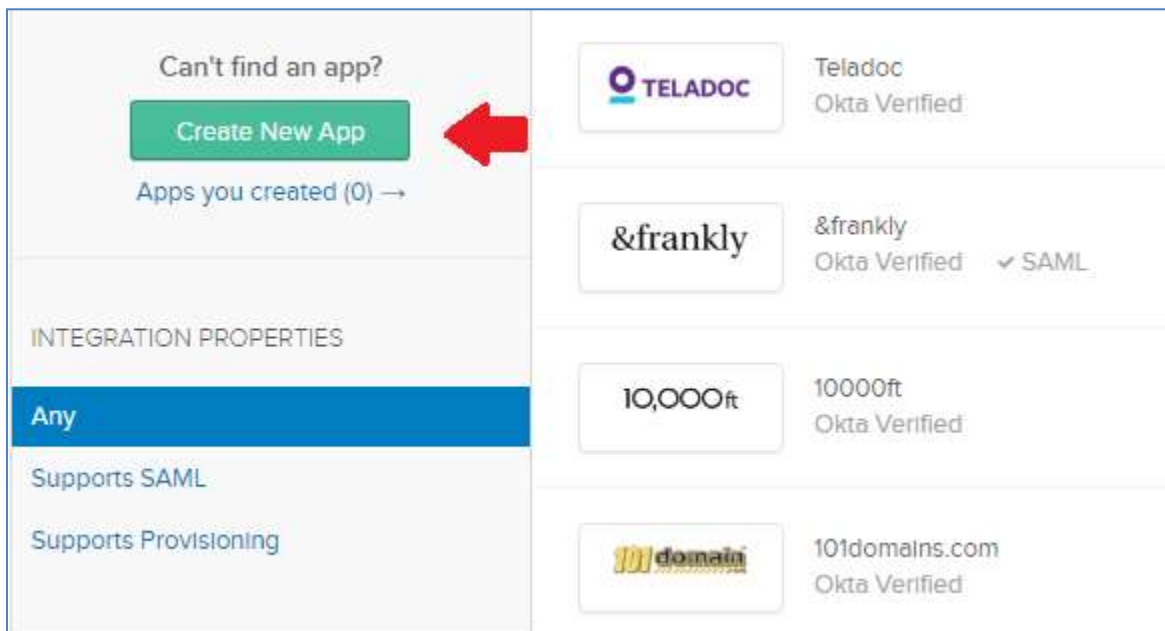 Can't find an app?
Create New App
Apps you created (0) →
INTEGRATION PROPERTIES
Any
Supports SAML
Supports Provisioning
TELADOC
Teladoc
Okta Verified
&frankly
&frankly
Okta Verified ✓ SAML
10,000ft
10000ft
Okta Verified
101domain
101domains.com
Okta Verified